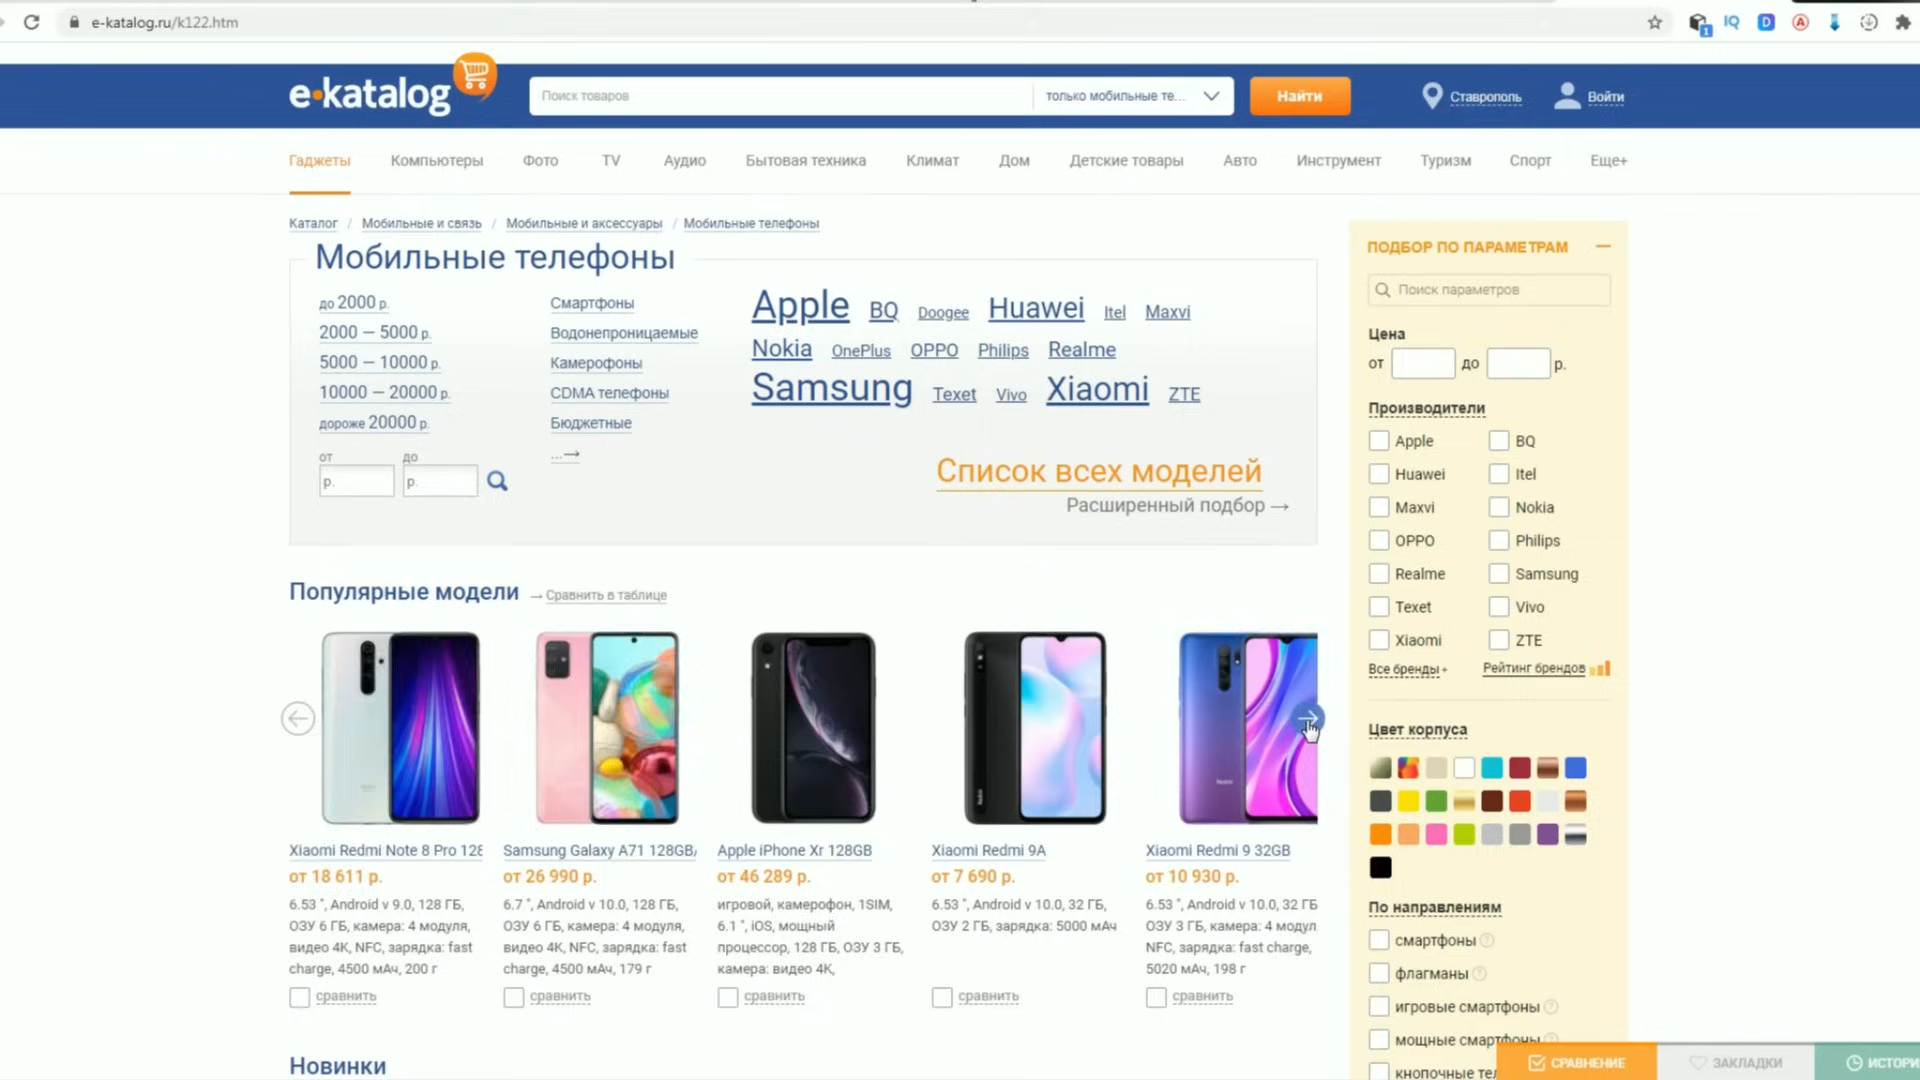 e-katalog.ru/k122.htm
1
IQ
D
A
e-katalog
Поиск товаров
только мобильные те...
Найти
Ставрополь
Войти
Гаджеты Компьютеры Фото TV Аудио Бытовая техника Климат Дом Детские товары Авто Инструмент Туризм Спорт Еще+
Каталог / Мобильные и связь / Мобильные и аксессуары / Мобильные телефоны
Мобильные телефоны
до 2000 р.
2000 — 5000 р.
5000 — 10000 р.
10000 — 20000 р.
дороже 20000 р.
от до
р. р.
Смартфоны
Водонепроницаемые
Камерофоны
CDMA телефоны
Бюджетные
...→
Apple BQ Doogee Huawei Itel Maxvi
Nokia OnePlus OPPO Philips Realme
Samsung Texet Vivo Xiaomi ZTE
Список всех моделей
Расширенный подбор →
Популярные модели → Сравнить в таблице
Xiaomi Redmi Note 8 Pro 128
от 18 611 р.
6.53 ", Android v 9.0, 128 ГБ,
ОЗУ 6 ГБ, камера: 4 модуля,
видео 4K, NFC, зарядка: fast
charge, 4500 мАч, 200 г
сравнить
Samsung Galaxy A71 128GB/
от 26 990 р.
6.7 ", Android v 10.0, 128 ГБ,
ОЗУ 6 ГБ, камера: 4 модуля,
видео 4K, NFC, зарядка: fast
charge, 4500 мАч, 179 г
сравнить
Apple iPhone Xr 128GB
от 46 289 р.
игровой, камерофон, 1SIM,
6.1 ", iOS, мощный
процессор, 128 ГБ, ОЗУ 3 ГБ,
камера: видео 4K,
сравнить
Xiaomi Redmi 9A
от 7 690 р.
6.53 ", Android v 10.0, 32 ГБ,
ОЗУ 2 ГБ, зарядка: 5000 мАч
сравнить
Xiaomi Redmi 9 32GB
от 10 930 р.
6.53 ", Android v 10.0, 32 ГБ
ОЗУ 3 ГБ, камера: 4 модул
NFC, зарядка: fast charge,
5020 мАч, 198 г
сравнить
Новинки
ПОДБОР ПО ПАРАМЕТРАМ
Поиск параметров
Цена
от до р.
Производители
Apple BQ
Huawei Itel
Maxvi Nokia
OPPO Philips
Realme Samsung
Texet Vivo
Xiaomi ZTE
Все бренды+ Рейтинг брендов
Цвет корпуса
По направлениям
смартфоны ?
флагманы ?
игровые смартфоны ?
мощные смартфоны
кнопочные те
СРАВНЕНИЕ
ЗАКЛАДКИ
ИСТОРИ